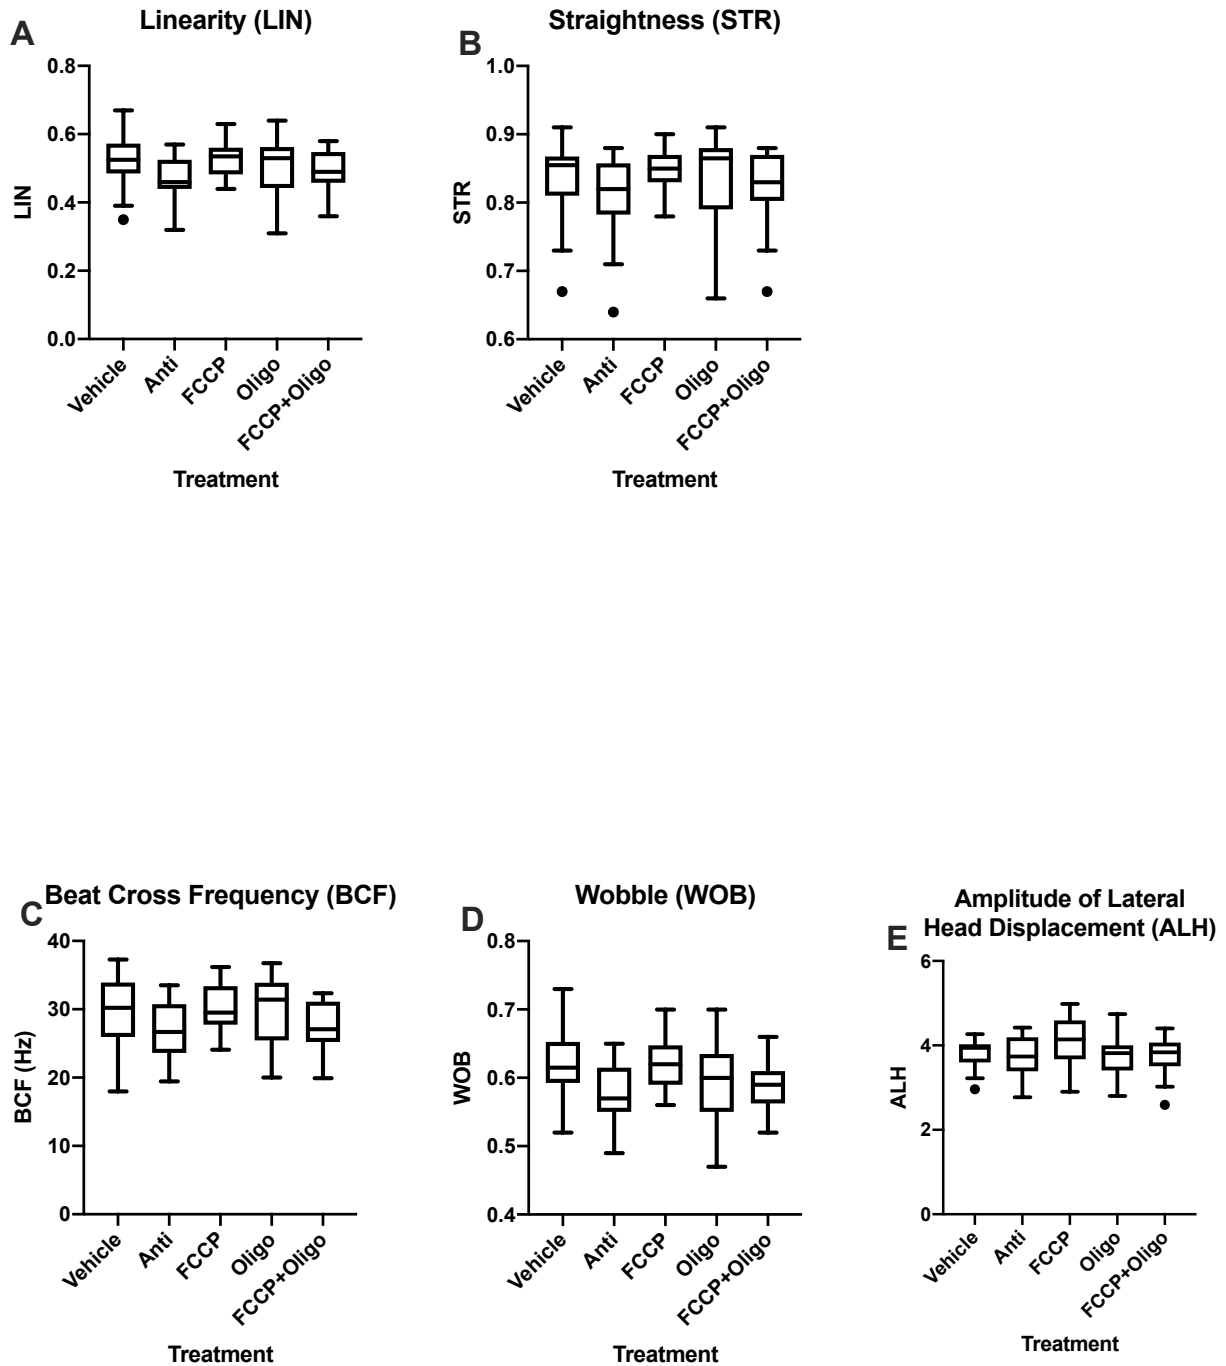 A
Linearity (LIN)
LIN
0.8
0.6
0.4
0.2
0.0
Vehicle
Anti
FCCP
Oligo
FCCP+Oligo
Treatment
B
Straightness (STR)
STR
1.0
0.9
0.8
0.7
0.6
Vehicle
Anti
FCCP
Oligo
FCCP+Oligo
Treatment
C
Beat Cross Frequency (BCF)
BCF (Hz)
40
30
20
10
0
Vehicle
Anti
FCCP
Oligo
FCCP+Oligo
Treatment
D
Wobble (WOB)
WOB
0.8
0.7
0.6
0.5
0.4
Vehicle
Anti
FCCP
Oligo
FCCP+Oligo
Treatment
E
Amplitude of Lateral
Head Displacement (ALH)
ALH
6
4
2
0
Vehicle
Anti
FCCP
Oligo
FCCP+Oligo
Treatment